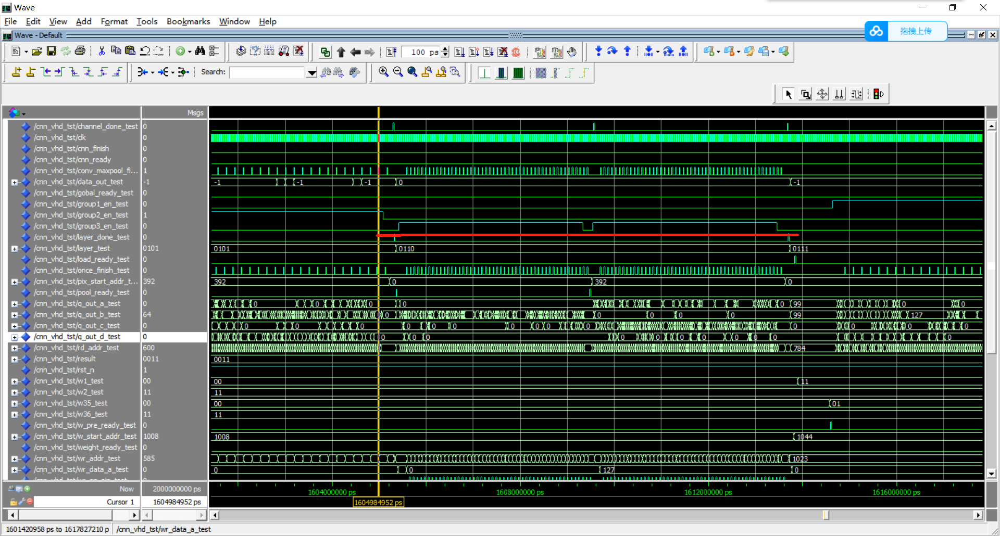 Wave
File Edit View Add Format Tools Bookmarks Window Help
Wave - Default
拖拽上传
100 ps
Search:
Msgs
/cnn_vhd_tst/channel_done_test 0
/cnn_vhd_tst/clk 0
/cnn_vhd_tst/cnn_finish 0
/cnn_vhd_tst/cnn_ready 0
/cnn_vhd_tst/conv_maxpool_fi... 1
/cnn_vhd_tst/data_out_test -1 -1 -1 -1 0 -1
/cnn_vhd_tst/gobal_ready_test 0
/cnn_vhd_tst/group1_en_test 0
/cnn_vhd_tst/group2_en_test 1
/cnn_vhd_tst/group3_en_test 0
/cnn_vhd_tst/layer_done_test 0
/cnn_vhd_tst/layer_test 0101 0101 0110 0111
/cnn_vhd_tst/load_ready_test 0
/cnn_vhd_tst/once_finish_test 0
/cnn_vhd_tst/pix_start_addr_t... 392 392 0 392 0
/cnn_vhd_tst/pool_ready_test 0
/cnn_vhd_tst/q_out_a_test 0 0 0 0 0 0 99 0 0
/cnn_vhd_tst/q_out_b_test 64 0 0 0 0 0 99 127
/cnn_vhd_tst/q_out_c_test 0 0 0 0 0 0 0 0 0 0 0 0 0 0 0
/cnn_vhd_tst/q_out_d_test 0 0 0 0 0 0 0 0 0 0 0 0
/cnn_vhd_tst/rd_addr_test 600 784
/cnn_vhd_tst/result 0011 0011
/cnn_vhd_tst/rst_n 1
/cnn_vhd_tst/w1_test 00 00 11
/cnn_vhd_tst/w2_test 11 11
/cnn_vhd_tst/w35_test 00 00 01
/cnn_vhd_tst/w36_test 11 11
/cnn_vhd_tst/w_pre_ready_test 0
/cnn_vhd_tst/w_start_addr_test 1008 1008 1044
/cnn_vhd_tst/weight_ready_test 0
/cnn_vhd_tst/wr_addr_test 585 1023
/cnn_vhd_tst/wr_data_a_test 0 0 0 127 0
Now 2000000000 ps 1604000000 ps 1608000000 ps 1612000000 ps 1616000000 ps
Cursor 1 1604984952 ps 1604984952 ps
1601420958 ps to 1617827210 p /cnn_vhd_tst/wr_data_a_test